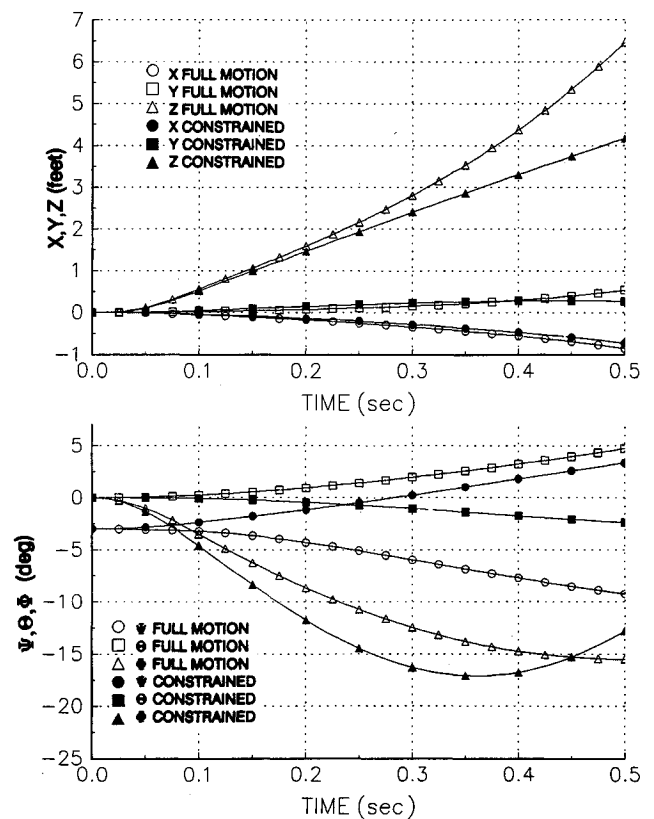 7
6
5
4
3
2
1
0
-1
X,Y,Z (feet)
X FULL MOTION
Y FULL MOTION
Z FULL MOTION
X CONSTRAINED
Y CONSTRAINED
Z CONSTRAINED
0.0 0.1 0.2 0.3 0.4 0.5
TIME (sec)
5
0
-5
-10
-15
-20
-25
Ψ,Θ,Φ (deg)
Ψ FULL MOTION
Θ FULL MOTION
Φ FULL MOTION
Ψ CONSTRAINED
Θ CONSTRAINED
Φ CONSTRAINED
0.0 0.1 0.2 0.3 0.4 0.5
TIME (sec)